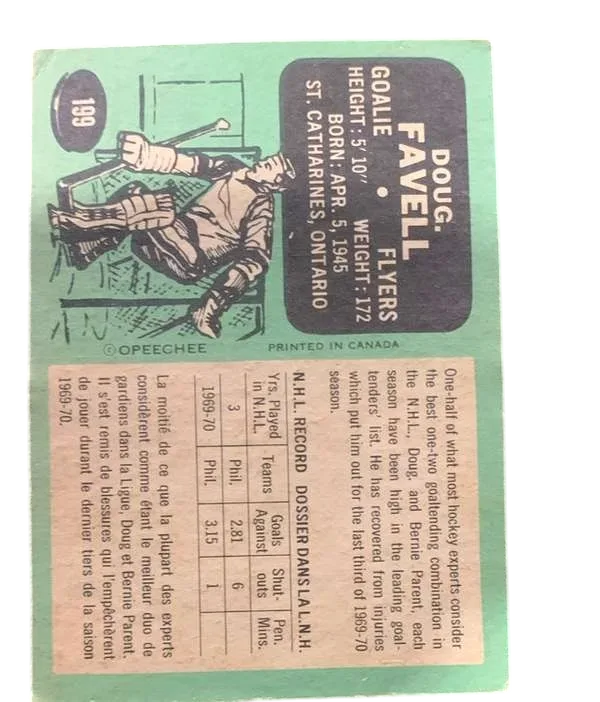 199
DOUG.
FAVELL
GOALIE • FLYERS
HEIGHT: 5'10" WEIGHT: 172
BORN: APR. 5, 1945
ST. CATHARINES, ONTARIO
©OPEECHEE
PRINTED IN CANADA
One-half of what most hockey experts consider
the best one-two goaltending combination in
the N.H.L., Doug. and Bernie Parent, each
season have been high in the leading goal-
tenders' list. He has recovered from injuries
which put him out for the last third of 1969-70
season.
N.H.L. RECORD DOSSIER DANS LA L.N.H.
Yrs. Played Teams Goals Shut- Pen.
in N.H.L. Against outs Mins.
3 Phil. 2.81 6
1969-70 Phil. 3.15 1
La moitié de ce que la plupart des experts
considèrent comme étant le meilleur duo de
gardiens dans la Ligue, Doug et Bernie Parent.
Il s'est remis de blessures qui l'empêchèrent
de jouer durant le dernier tiers de la saison
1969-70.